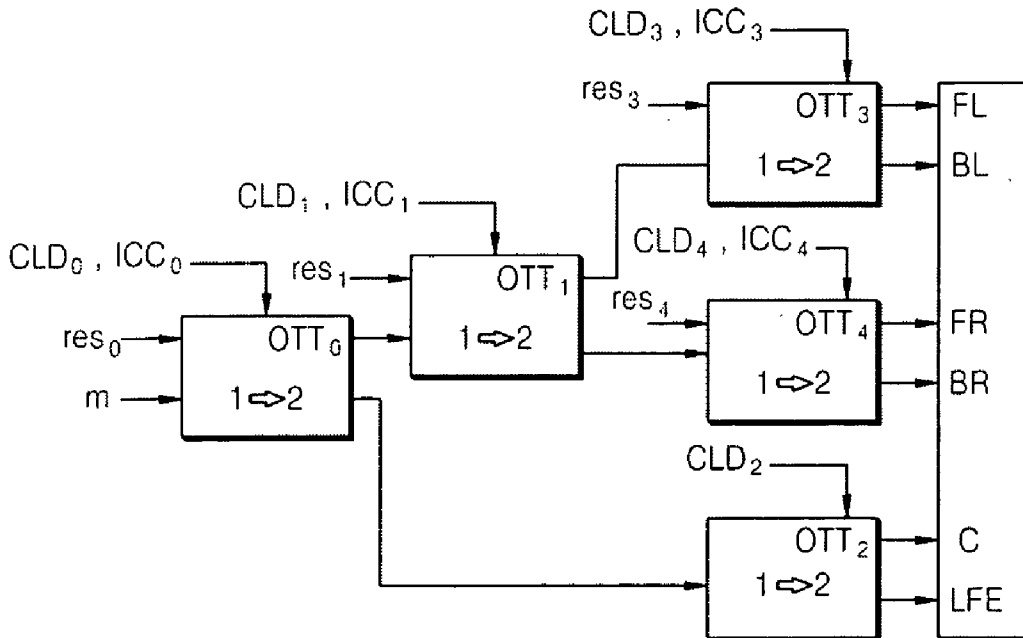 CLD₃ , ICC₃
res₃
OTT₃
1⇨2
FL
BL
CLD₁ , ICC₁
res₁
OTT₁
1⇨2
CLD₄ , ICC₄
res₄
OTT₄
1⇨2
FR
BR
CLD₀ , ICC₀
res₀
m
OTT₀
1⇨2
CLD₂
OTT₂
1⇨2
C
LFE